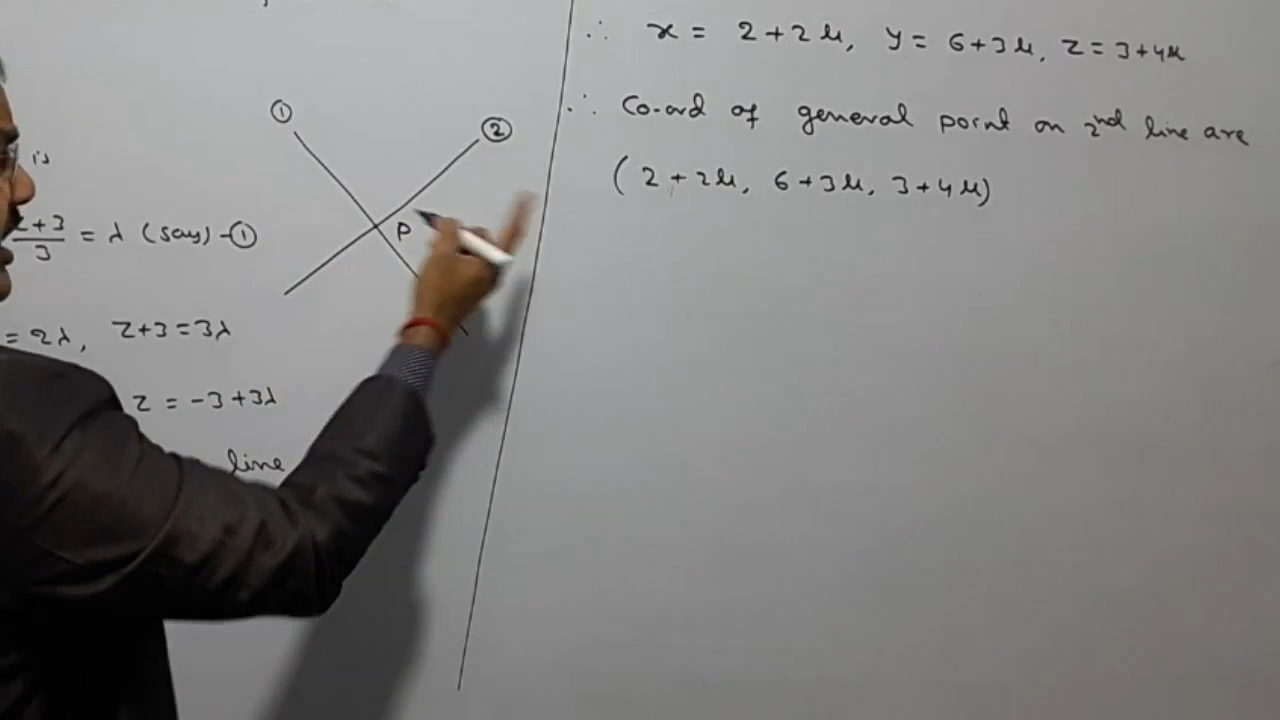 is
z+3/3 = λ (say) - ①
= 2λ, z+3 = 3λ
z = -3+3λ
line
①
②
P
∴ x = 2+2μ, y = 6+3μ, z = 3+4μ
∴ Co-ord of general point on 2nd line are
(2+2μ, 6+3μ, 3+4μ)